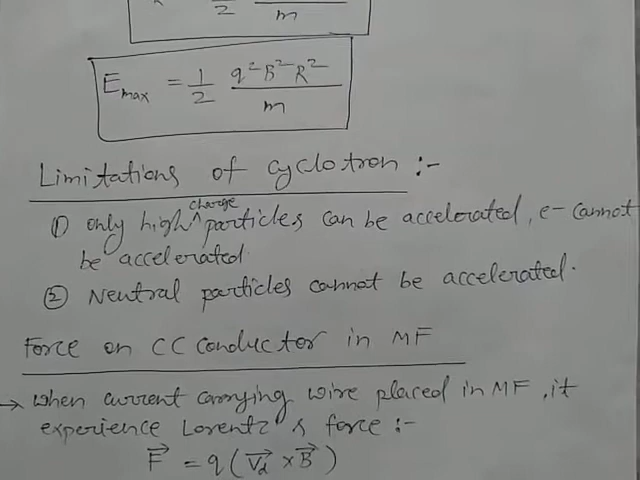 1/2 m
E_max = 1/2 q²B²R²/m
Limitations of Cyclotron :-
① only high charge particles can be accelerated, e- cannot
be accelerated
② Neutral particles cannot be accelerated.
Force on CC Conductor in MF
→ When current carrying wire placed in MF, it
experience Lorentz force :-
F⃗ = q(V⃗d × B⃗)